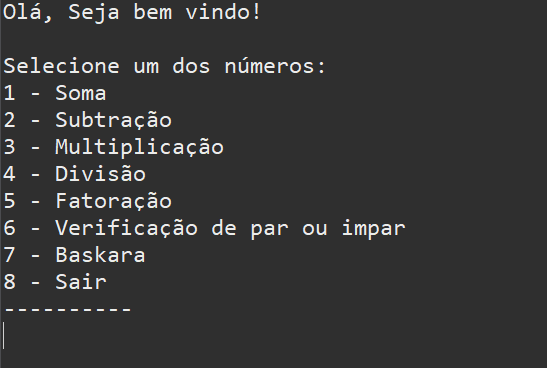 Olá, Seja bem vindo!
Selecione um dos números:
1 - Soma
2 - Subtração
3 - Multiplicação
4 - Divisão
5 - Fatoração
6 - Verificação de par ou impar
7 - Baskara
8 - Sair
----------